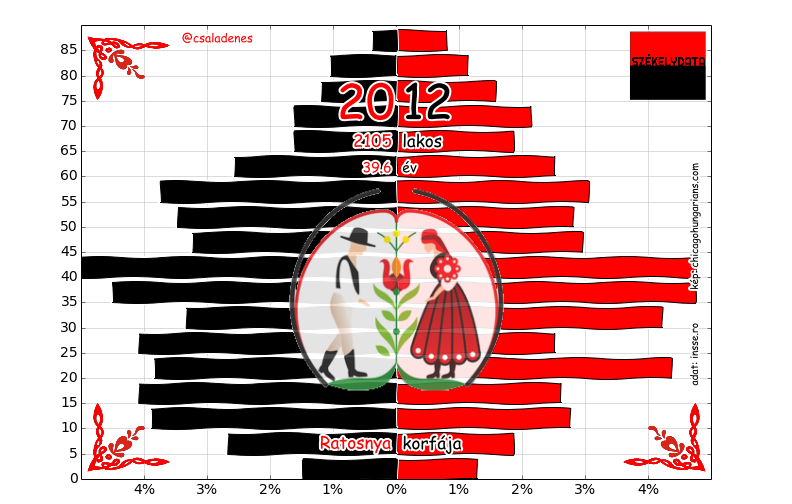 @csaladenes
SZÉKELYDATA
2012
2105 lakos
39.6 év
kép: chicagohungarians.com
adat: insse.ro
Ratosnya korfája
85
80
75
70
65
60
55
50
45
40
35
30
25
20
15
10
5
0
4% 3% 2% 1% 0% 1% 2% 3% 4%